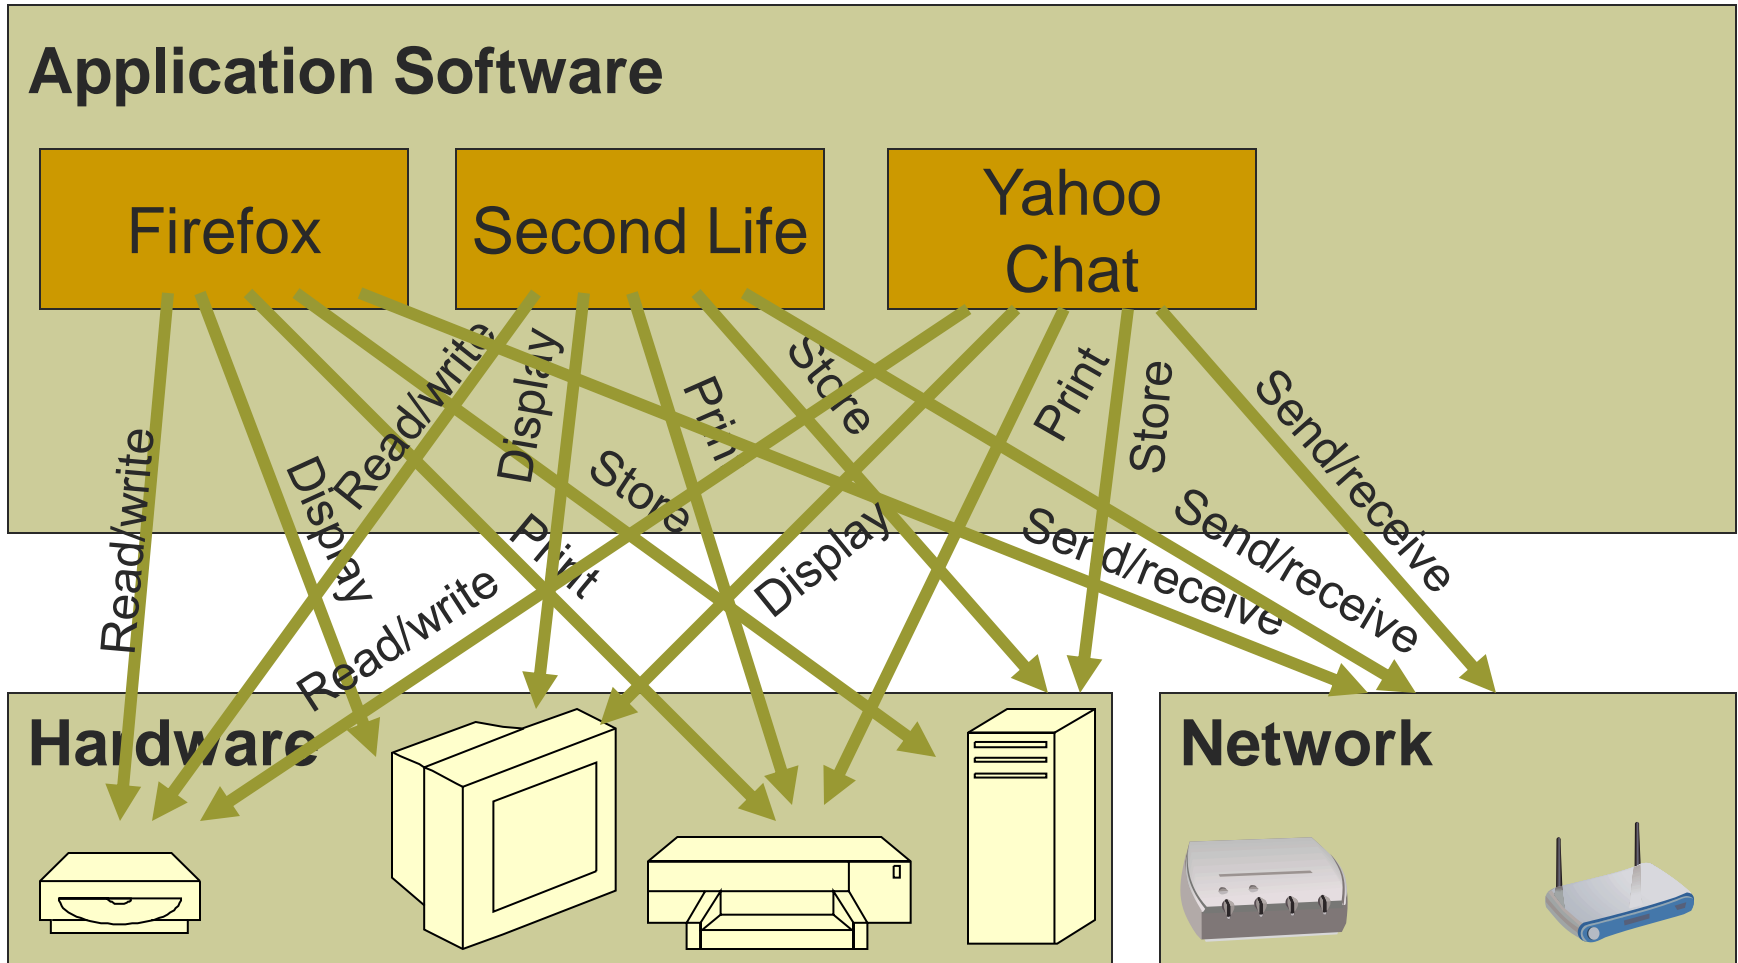 Application Software
Firefox
Second Life
Yahoo
Chat
Read/write
Display
Read/write
Print
Display
Store
Read/write
Prin
Store
Display
Print
Store
Send/receive
Send/receive
Send/receive
Hardware
Network